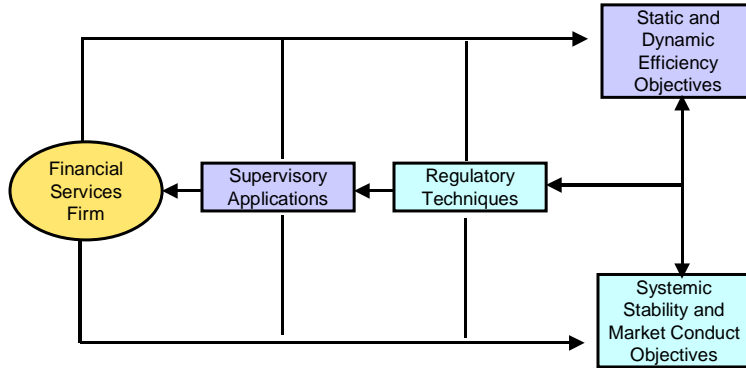 Static and
Dynamic
Efficiency
Objectives
Financial
Services
Firm
Supervisory
Applications
Regulatory
Techniques
Systemic
Stability and
Market Conduct
Objectives